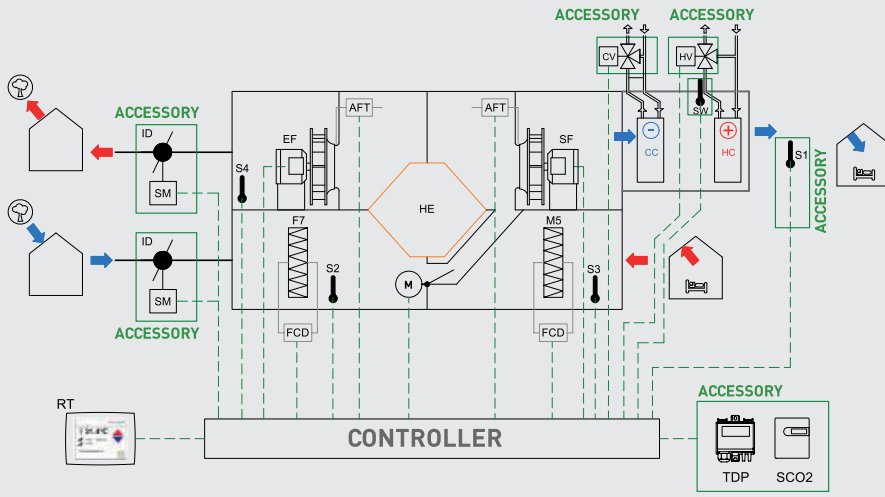 ACCESSORY ACCESSORY
CV HV
ACCESSORY AFT AFT
ID EF SF SW
CC HC S1
S4
SM
ACCESSORY
HE
F7 M5
ID
S2 M S3
SM
ACCESSORY FCD FCD
ACCESSORY
RT
CONTROLLER
TDP SCO2